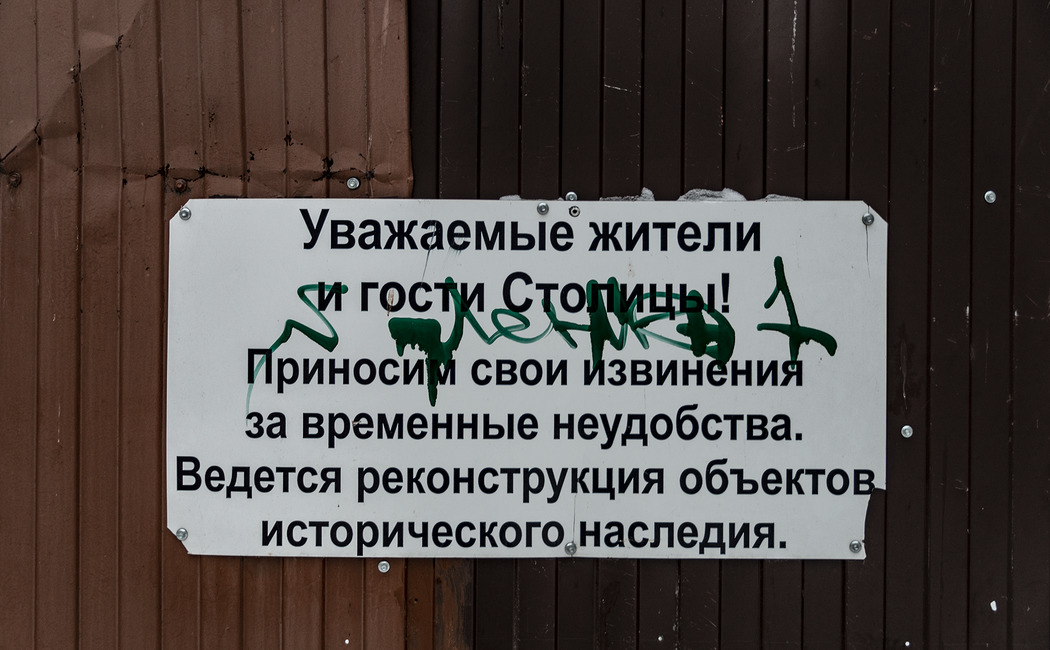 Уважаемые жители
и гости Столицы!
Приносим свои извинения
за временные неудобства.
Ведется реконструкция объектов
исторического наследия.